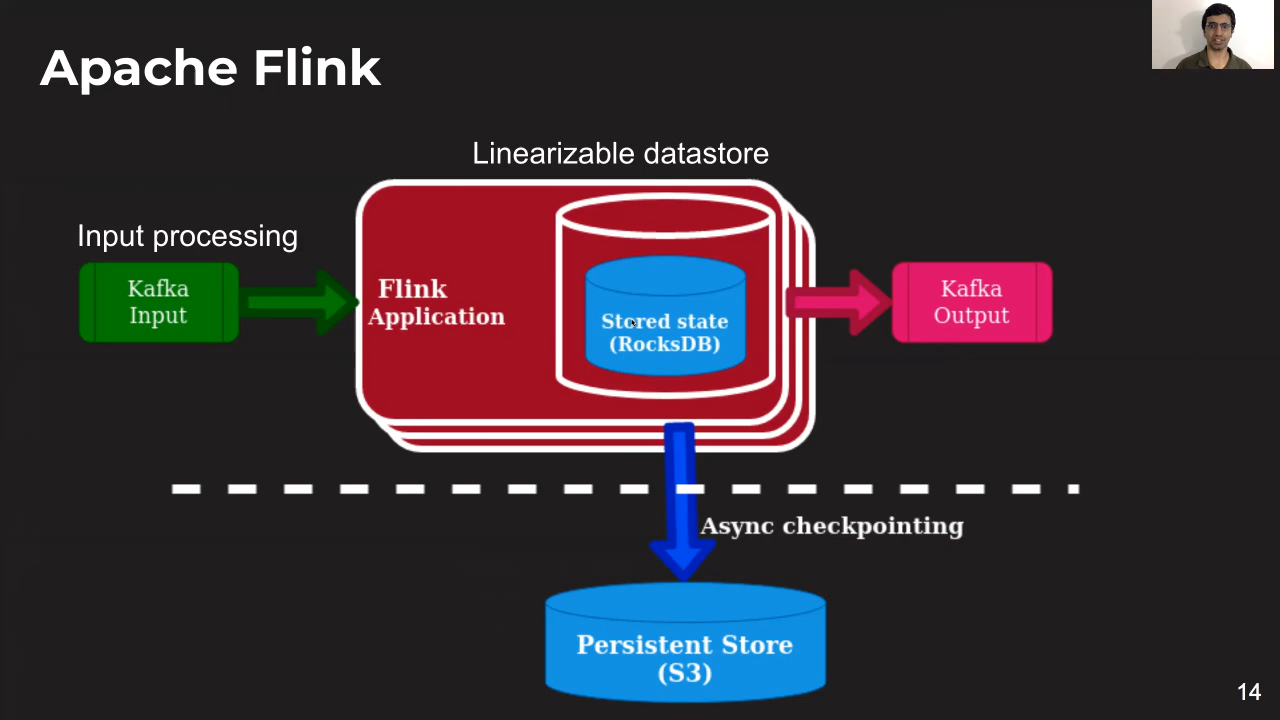 Apache Flink
Linearizable datastore
Input processing
Kafka
Input
Flink
Application
Stored state
(RocksDB)
Kafka
Output
Async checkpointing
Persistent Store
(S3)
14